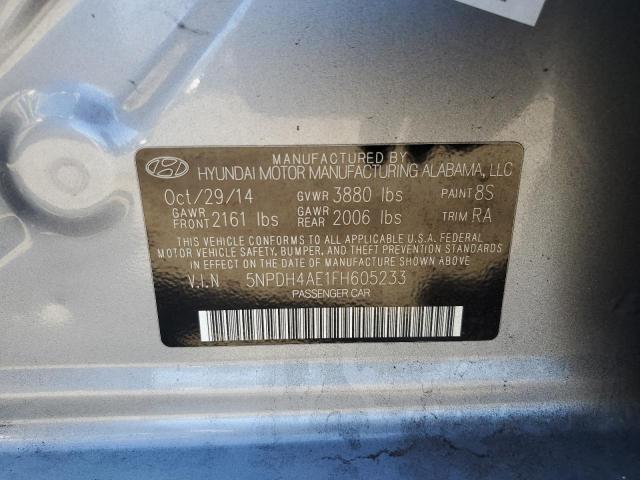 MANUFACTURED BY
HYUNDAI MOTOR MANUFACTURING ALABAMA, LLC
Oct/29/14 GVWR 3880 lbs PAINT 8S
GAWR FRONT 2161 lbs GAWR REAR 2006 lbs TRIM RA
THIS VEHICLE CONFORMS TO ALL APPLICABLE U.S.A. FEDERAL
MOTOR VEHICLE SAFETY, BUMPER, AND THEFT PREVENTION
STANDARDS IN EFFECT ON THE DATE OF MANUFACTURE SHOWN ABOVE.
V.I.N 5NPDH4AE1FH605233
PASSENGER CAR